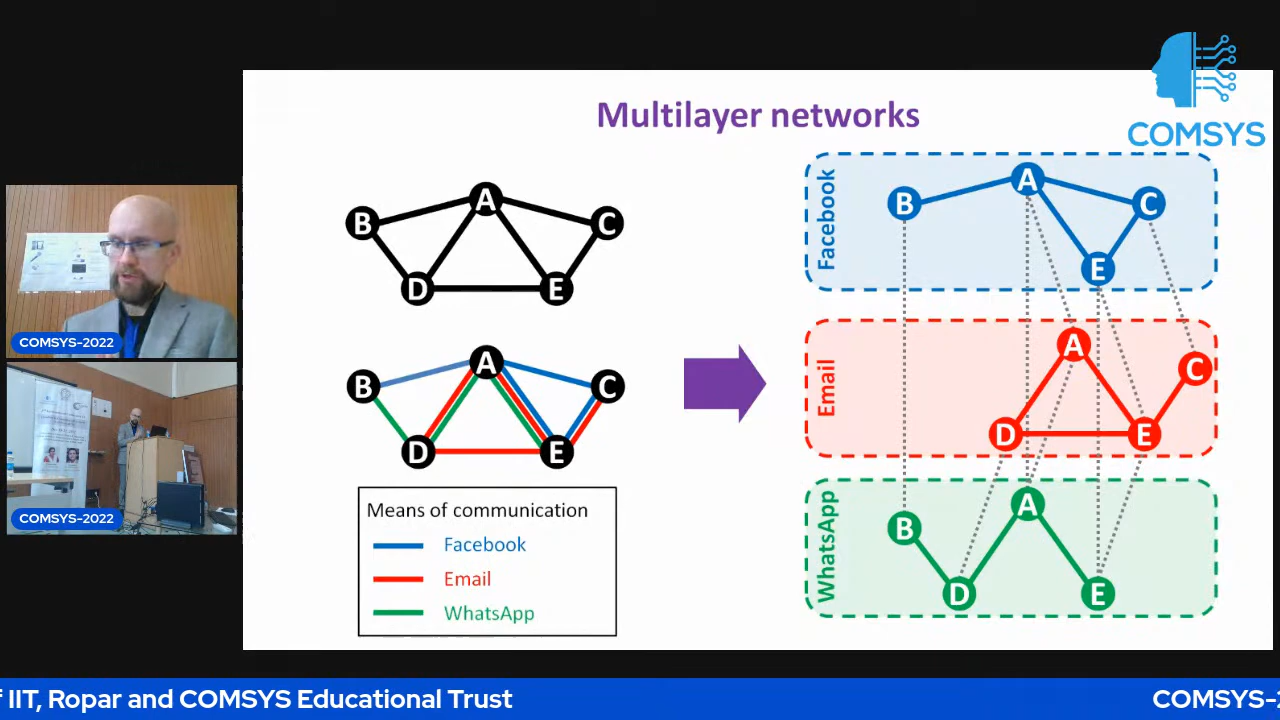 Multilayer networks
COMSYS
A
B
C
D
E
A
B
C
D
E
Means of communication
Facebook
Email
WhatsApp
Facebook
A
B
C
E
Email
A
C
D
E
WhatsApp
A
B
D
E
COMSYS-2022
COMSYS-2022
IIT, Ropar and COMSYS Educational Trust
COMSYS-